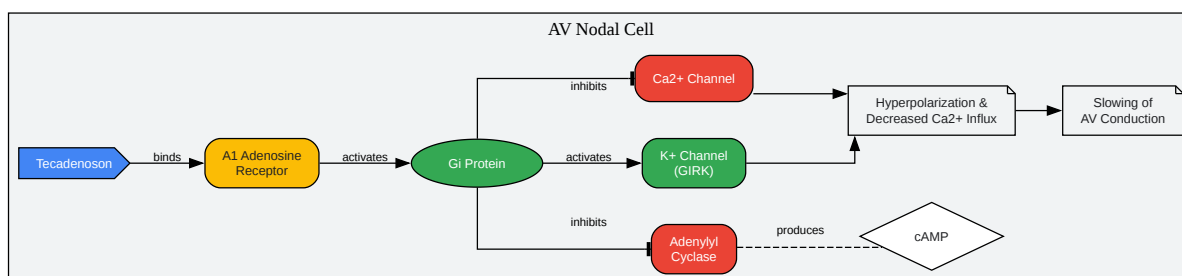 AV Nodal Cell
Ca2+ Channel
inhibits
Hyperpolarization &
Decreased Ca2+ Influx
Slowing of
AV Conduction
Tecadenoson
binds
A1 Adenosine
Receptor
activates
Gi Protein
activates
K+ Channel
(GIRK)
inhibits
Adenylyl
Cyclase
produces
cAMP